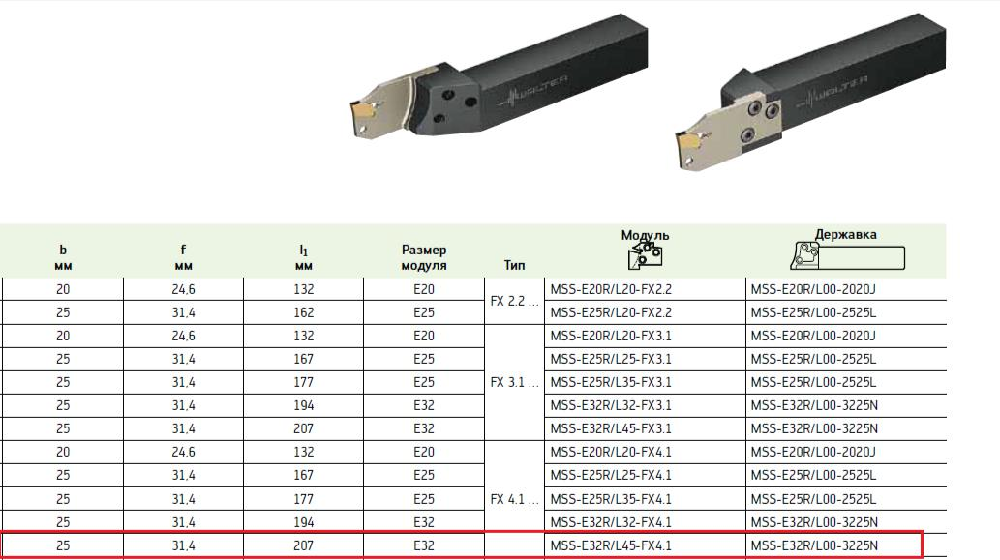 WALTER
WALTER
b мм f мм l1 мм Размер модуля Тип Модуль Державка
20 24,6 132 E20 FX 2.2 ... MSS-E20R/L20-FX2.2 MSS-E20R/L00-2020J
25 31,4 162 E25 MSS-E25R/L20-FX2.2 MSS-E25R/L00-2525L
20 24,6 132 E20 FX 3.1 ... MSS-E20R/L20-FX3.1 MSS-E20R/L00-2020J
25 31,4 167 E25 MSS-E25R/L25-FX3.1 MSS-E25R/L00-2525L
25 31,4 177 E25 MSS-E25R/L35-FX3.1 MSS-E25R/L00-2525L
25 31,4 194 E32 MSS-E32R/L32-FX3.1 MSS-E32R/L00-3225N
25 31,4 207 E32 MSS-E32R/L45-FX3.1 MSS-E32R/L00-3225N
20 24,6 132 E20 FX 4.1 ... MSS-E20R/L20-FX4.1 MSS-E20R/L00-2020J
25 31,4 167 E25 MSS-E25R/L25-FX4.1 MSS-E25R/L00-2525L
25 31,4 177 E25 MSS-E25R/L35-FX4.1 MSS-E25R/L00-2525L
25 31,4 194 E32 MSS-E32R/L32-FX4.1 MSS-E32R/L00-3225N
25 31,4 207 E32 MSS-E32R/L45-FX4.1 MSS-E32R/L00-3225N